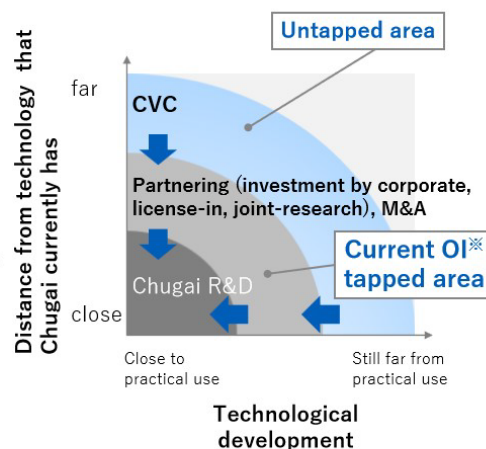 Untapped area
Distance from technology that
Chugai currently has
far
CVC
Partnering (investment by corporate,
license-in, joint-research), M&A
Current OI※
tapped area
Chugai R&D
close
Close to
practical use
Still far from
practical use
Technological
development